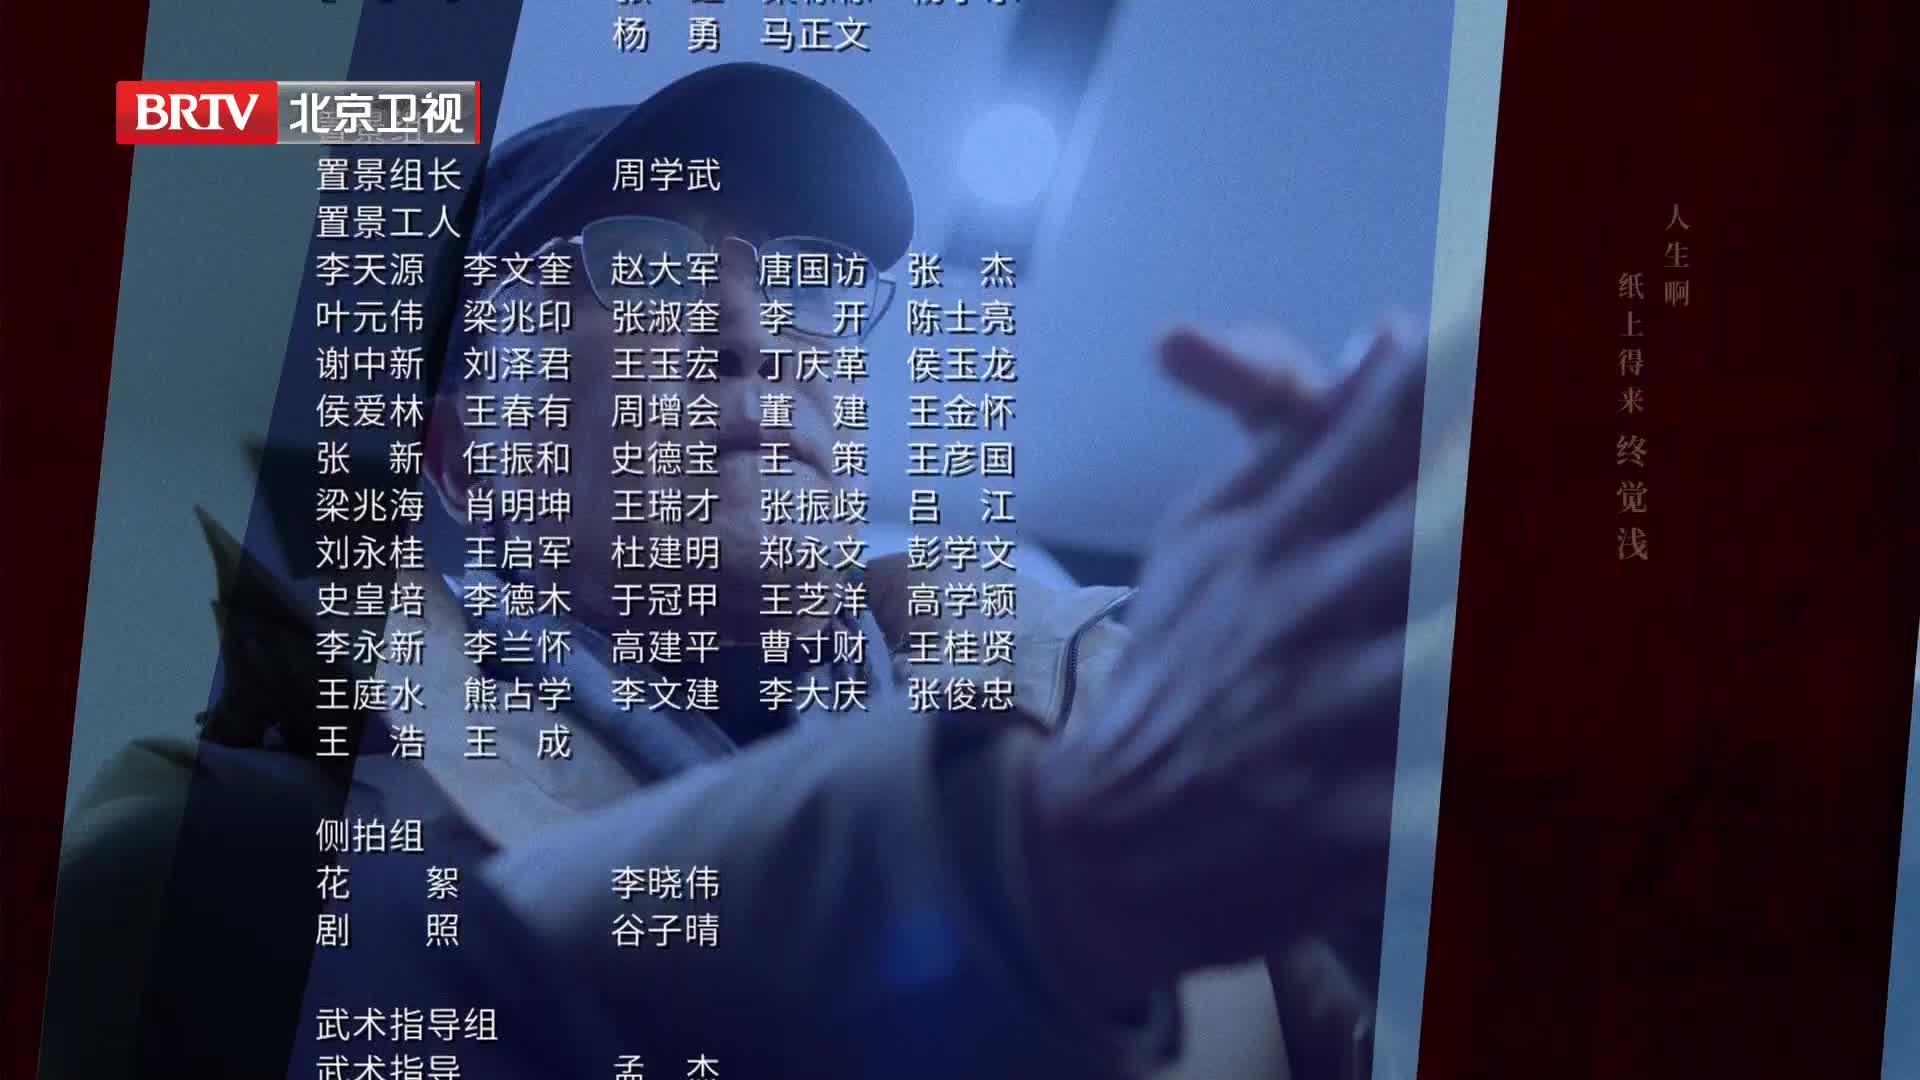 杨　勇　马正文
BRTV 北京卫视
置景组
置景组长　周学武
置景工人
李天源　李文奎　赵大军　唐国访　张　杰
叶元伟　梁兆印　张淑奎　李　开　陈士亮
谢中新　刘泽君　王玉宏　丁庆革　侯玉龙
侯爱林　王春有　周增会　董　建　王金怀
张　新　任振和　史德宝　王　策　王彦国
梁兆海　肖明坤　王瑞才　张振歧　吕　江
刘永桂　王启军　杜建明　郑永文　彭学文
史皇培　李德木　于冠甲　王芝洋　高学颍
李永新　李兰怀　高建平　曹寸财　王桂贤
王庭水　熊占学　李文建　李大庆　张俊忠
王　浩　王　成
侧拍组
花　絮　李晓伟
剧　照　谷子晴
武术指导组
武术指导　孟　杰
人生啊
纸上得来终觉浅